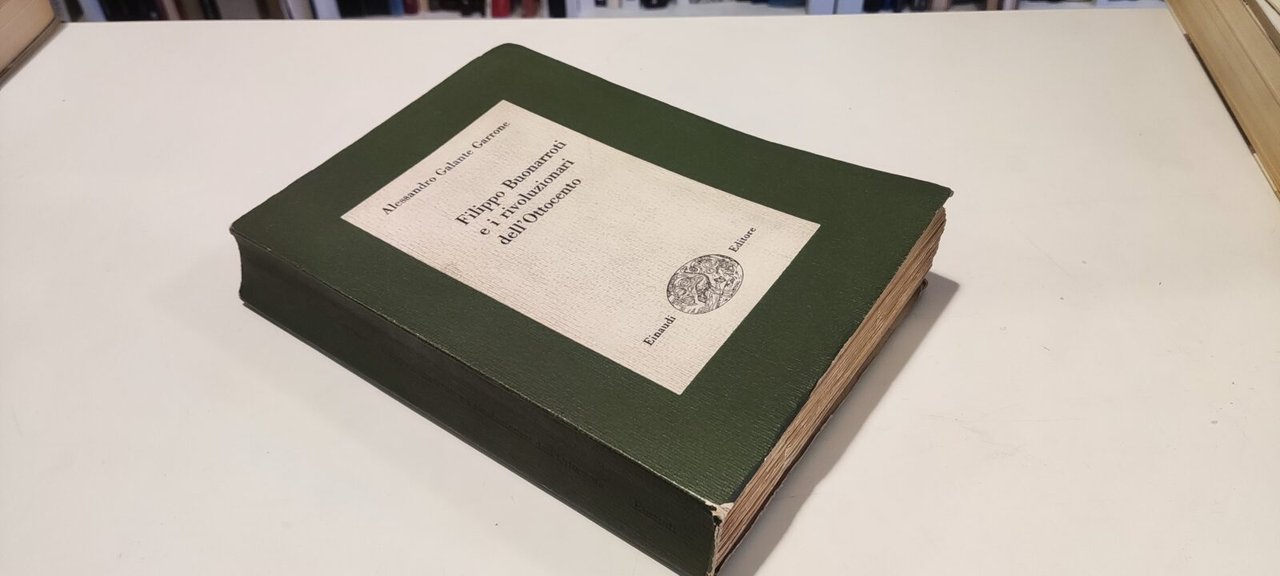 Alessandro Galante Garrone
Filippo Buonarroti
e i rivoluzionari
dell'Ottocento
Einaudi
Editore